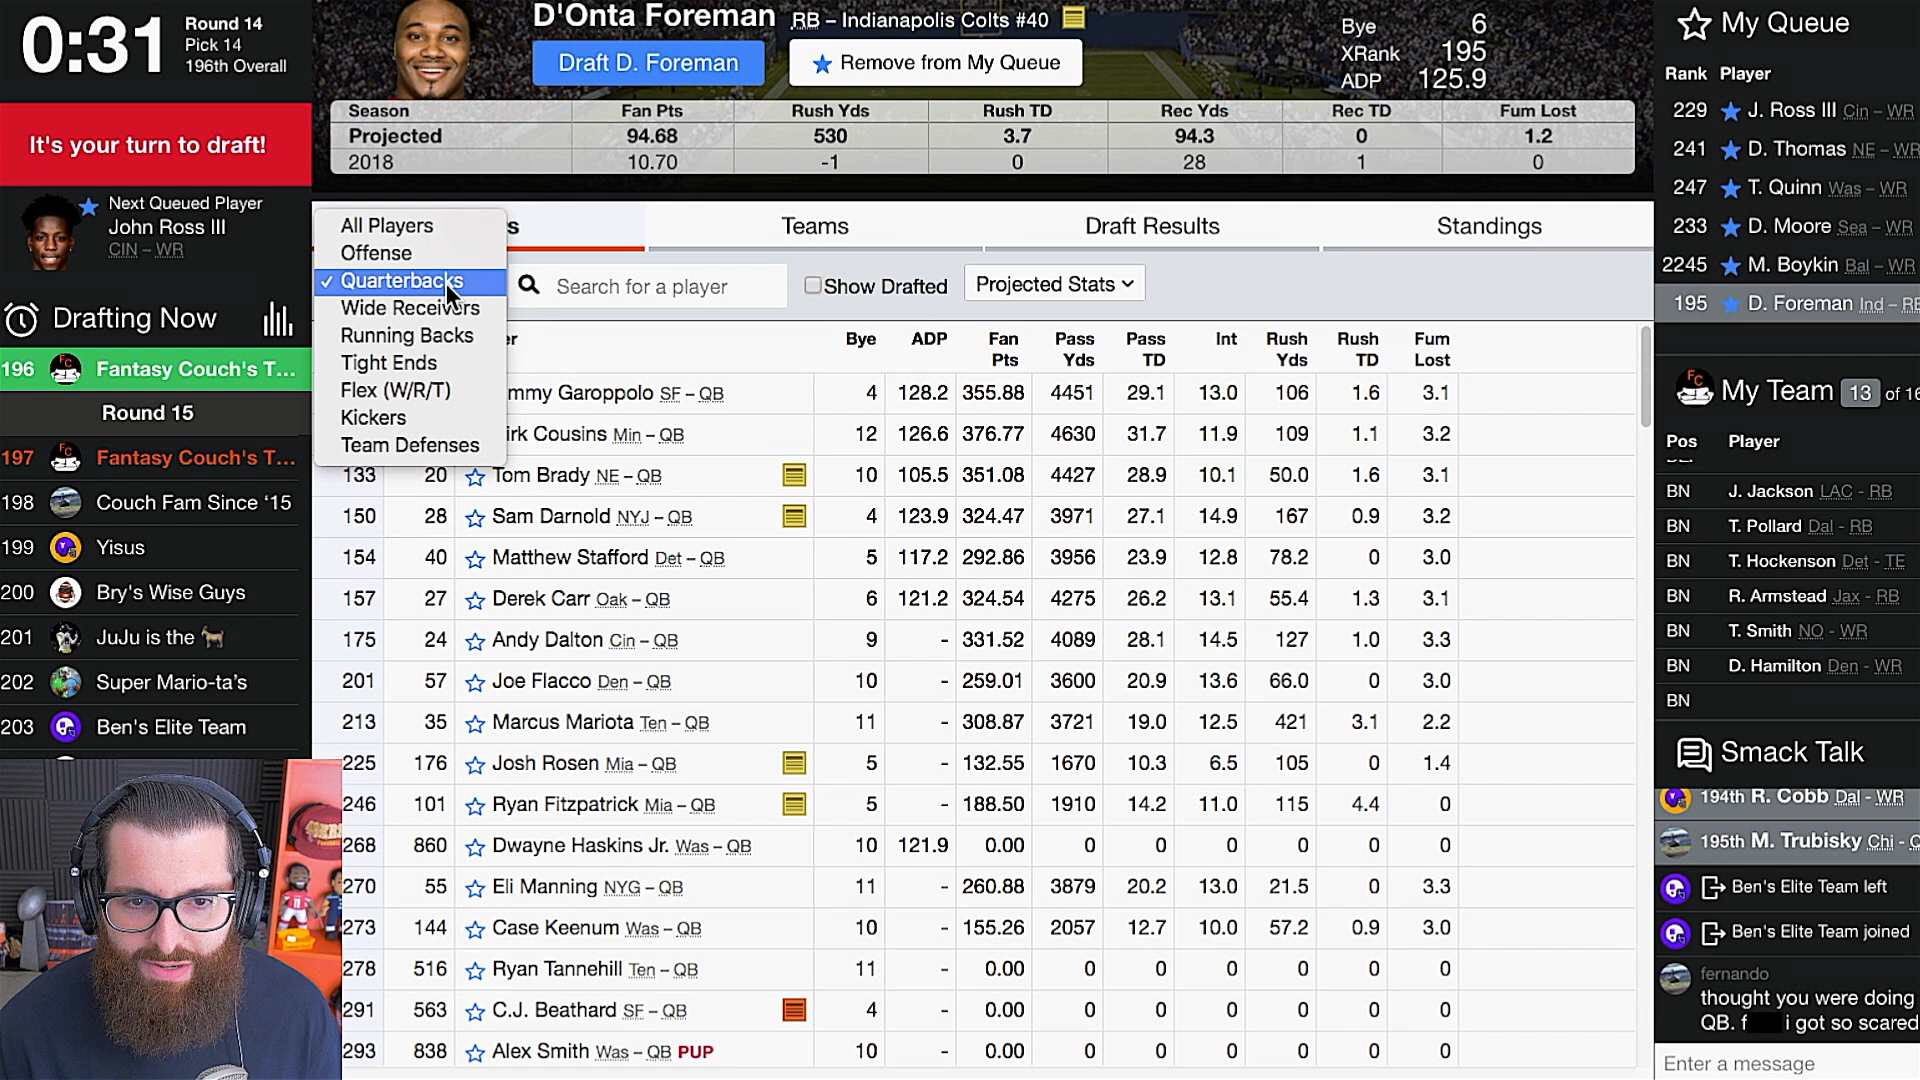 0:31
Round 14
Pick 14
196th Overall
It's your turn to draft!
Next Queued Player
John Ross III
CIN – WR
Drafting Now
196 Fantasy Couch's T...
Round 15
197 Fantasy Couch's T...
198 Couch Fam Since '15
199 Yisus
200 Bry's Wise Guys
201 JuJu is the
202 Super Mario-ta's
203 Ben's Elite Team
D'Onta Foreman RB – Indianapolis Colts #40
Draft D. Foreman
Remove from My Queue
Bye 6
XRank 195
ADP 125.9
Season Fan Pts Rush Yds Rush TD Rec Yds Rec TD Fum Lost
Projected 94.68 530 3.7 94.3 0 1.2
2018 10.70 -1 0 28 1 0
s Teams Draft Results Standings
All Players
Offense
✓ Quarterbacks
Wide Receivers
Running Backs
Tight Ends
Flex (W/R/T)
Kickers
Team Defenses
Search for a player
Show Drafted
Projected Stats
er Bye ADP Fan Pts Pass Yds Pass TD Int Rush Yds Rush TD Fum Lost
mmy Garoppolo SF – QB 4 128.2 355.88 4451 29.1 13.0 106 1.6 3.1
irk Cousins Min – QB 12 126.6 376.77 4630 31.7 11.9 109 1.1 3.2
133 20 Tom Brady NE – QB 10 105.5 351.08 4427 28.9 10.1 50.0 1.6 3.1
150 28 Sam Darnold NYJ – QB 4 123.9 324.47 3971 27.1 14.9 167 0.9 3.2
154 40 Matthew Stafford Det – QB 5 117.2 292.86 3956 23.9 12.8 78.2 0 3.0
157 27 Derek Carr Oak – QB 6 121.2 324.54 4275 26.2 13.1 55.4 1.3 3.1
175 24 Andy Dalton Cin – QB 9 - 331.52 4089 28.1 14.5 127 1.0 3.3
201 57 Joe Flacco Den – QB 10 - 259.01 3600 20.9 13.6 66.0 0 3.0
213 35 Marcus Mariota Ten – QB 11 - 308.87 3721 19.0 12.5 421 3.1 2.2
225 176 Josh Rosen Mia – QB 5 - 132.55 1670 10.3 6.5 105 0 1.4
246 101 Ryan Fitzpatrick Mia – QB 5 - 188.50 1910 14.2 11.0 115 4.4 0
268 860 Dwayne Haskins Jr. Was – QB 10 121.9 0.00 0 0 0 0 0 0
270 55 Eli Manning NYG – QB 11 - 260.88 3879 20.2 13.0 21.5 0 3.3
273 144 Case Keenum Was – QB 10 - 155.26 2057 12.7 10.0 57.2 0.9 3.0
278 516 Ryan Tannehill Ten – QB 11 - 0.00 0 0 0 0 0 0
291 563 C.J. Beathard SF – QB 4 - 0.00 0 0 0 0 0 0
293 838 Alex Smith Was – QB PUP 10 - 0.00 0 0 0 0 0 0
My Queue
Rank Player
229 J. Ross III Cin – WR
241 D. Thomas NE – WR
247 T. Quinn Was – WR
233 D. Moore Sea – WR
2245 M. Boykin Bal – WR
195 D. Foreman Ind – RB
FC My Team 13 of 16
Pos Player
BN J. Jackson LAC - RB
BN T. Pollard Dal - RB
BN T. Hockenson Det - TE
BN R. Armstead Jax - RB
BN T. Smith NO - WR
BN D. Hamilton Den - WR
BN
Smack Talk
194th R. Cobb Dal - WR
195th M. Trubisky Chi - Q
Ben's Elite Team left
Ben's Elite Team joined
fernando
thought you were doing
QB. f i got so scared
Enter a message